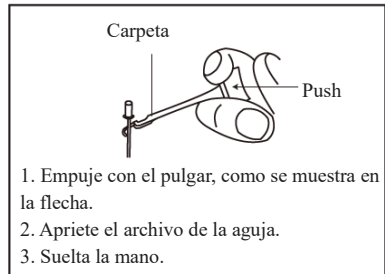 Carpeta
Push
1. Empuje con el pulgar, como se muestra en
la flecha.
2. Apriete el archivo de la aguja.
3. Suelta la mano.